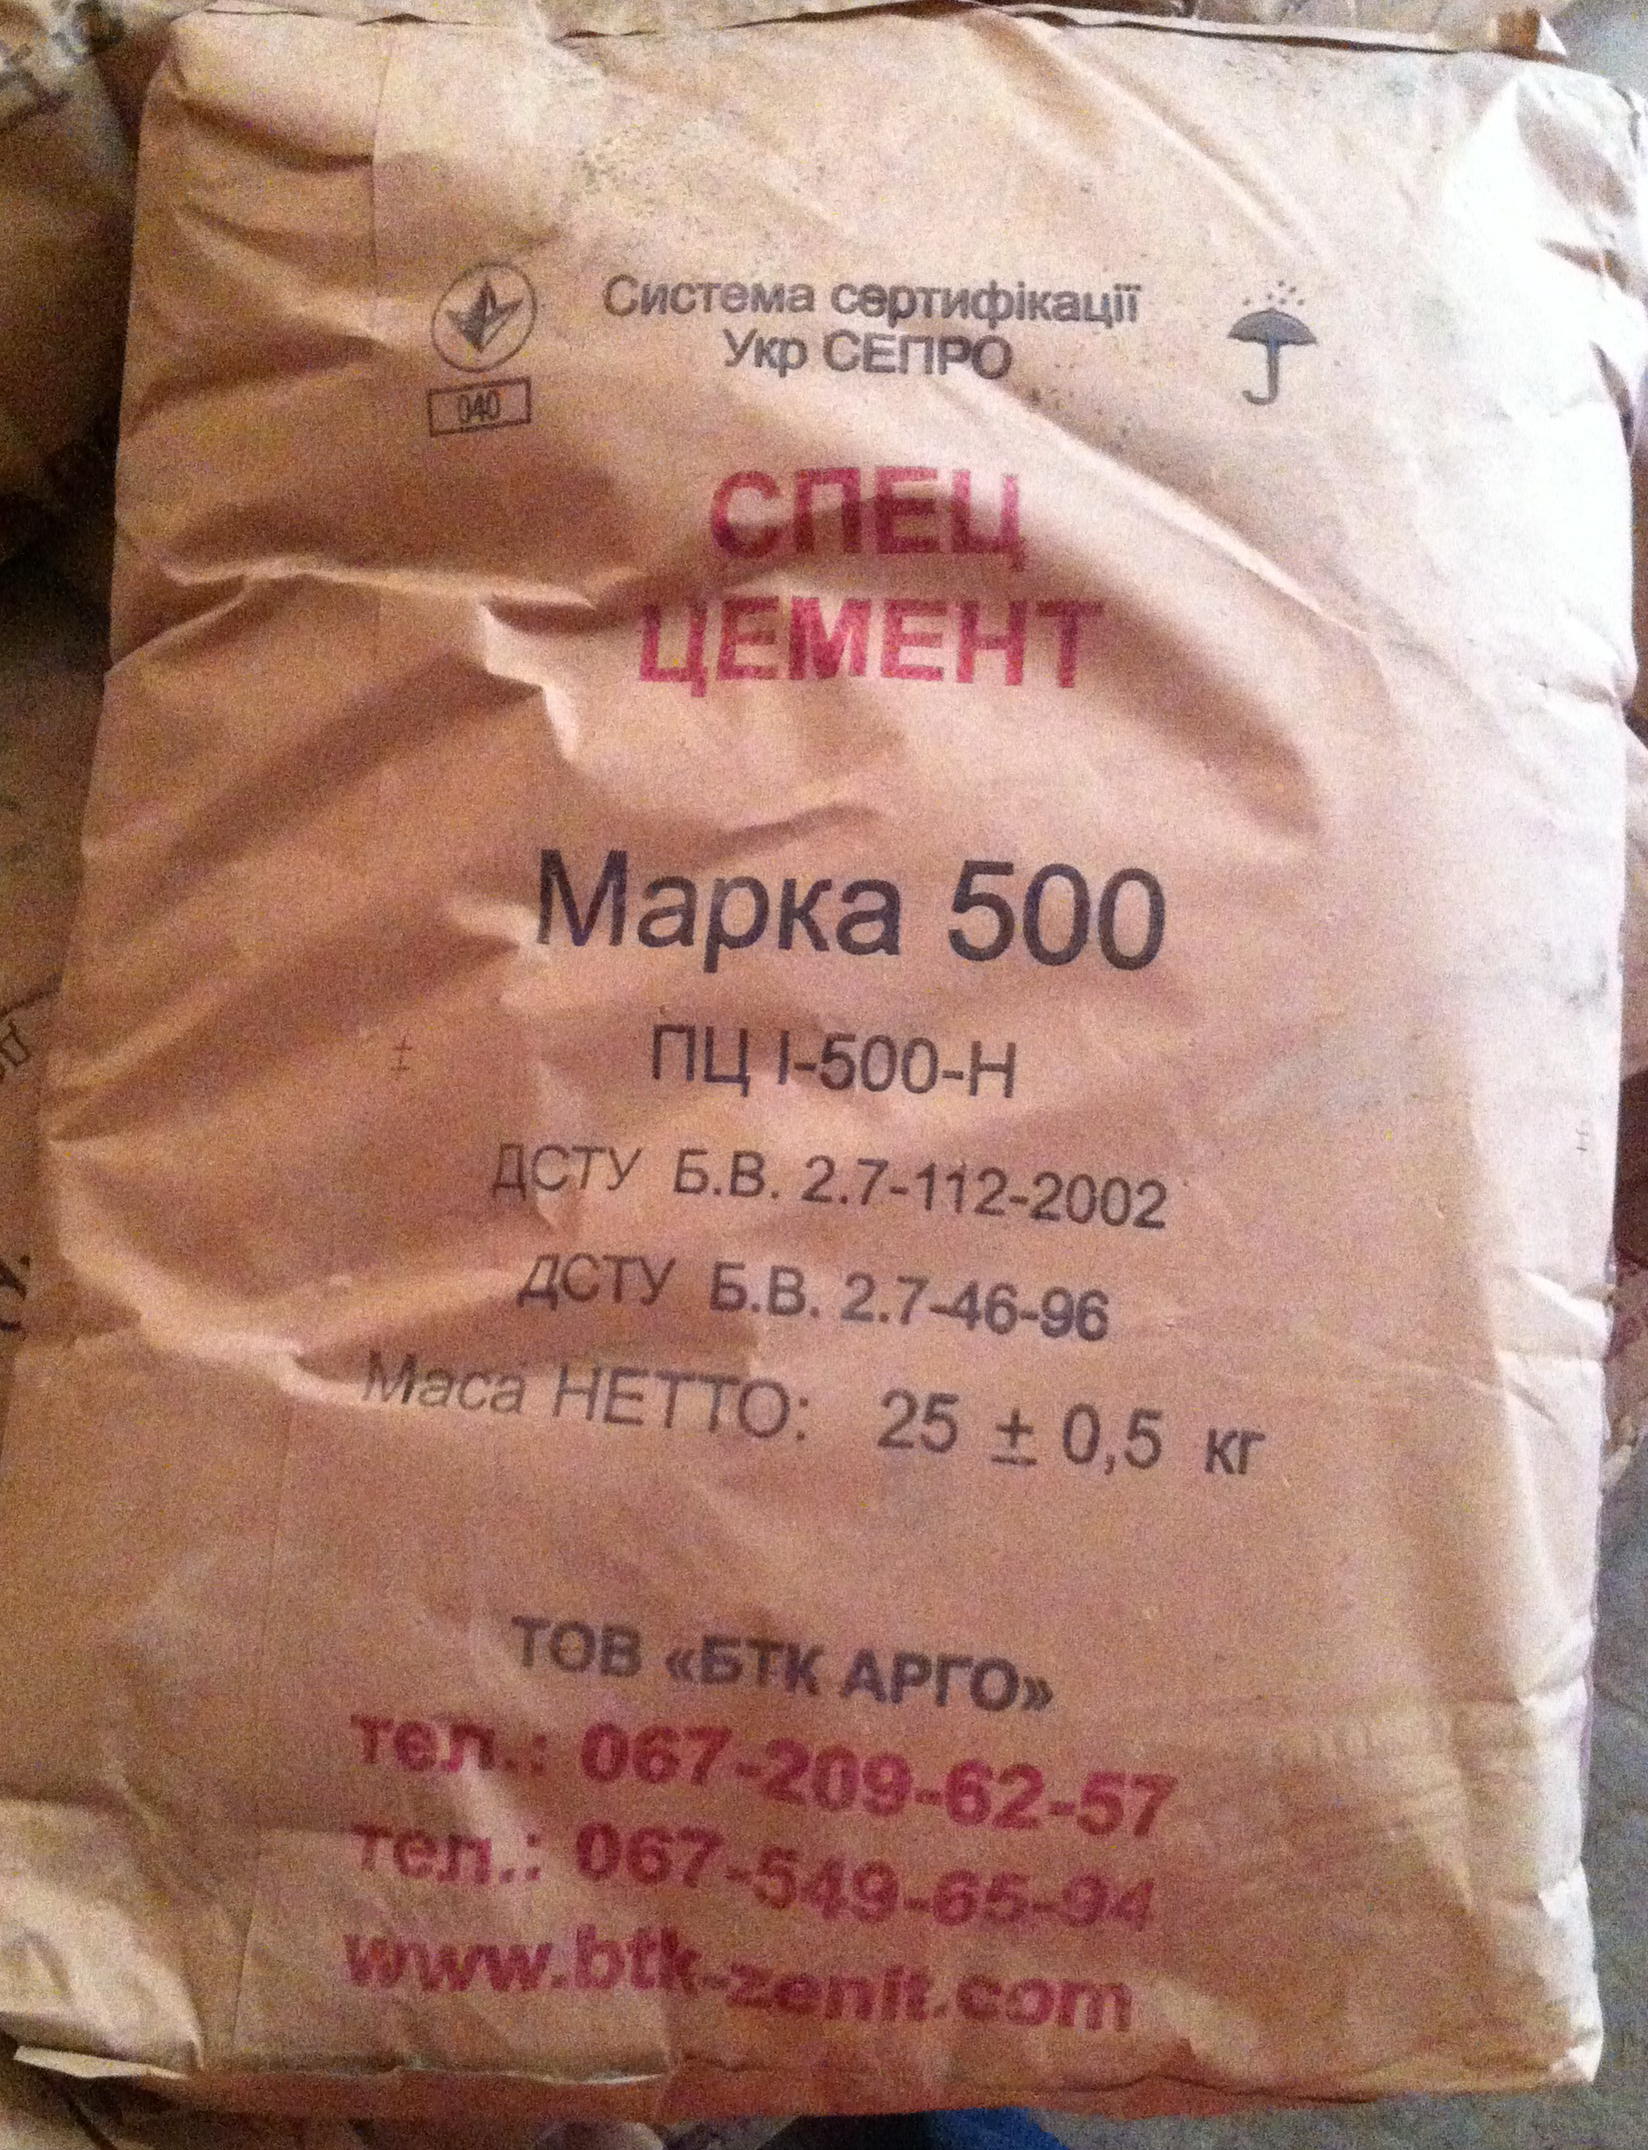 Система сертифікації
Укр СЕПРО
040
СПЕЦ
ЦЕМЕНТ
Марка 500
ПЦ І-500-Н
±
ДСТУ Б.В. 2.7-112-2002
ДСТУ Б.В. 2.7-46-96
Маса НЕТТО: 25 ± 0,5 кг
ТОВ «БТК АРГО»
тел.: 067-209-62-57
тел.: 067-549-65-94
www.btk-zenit.com